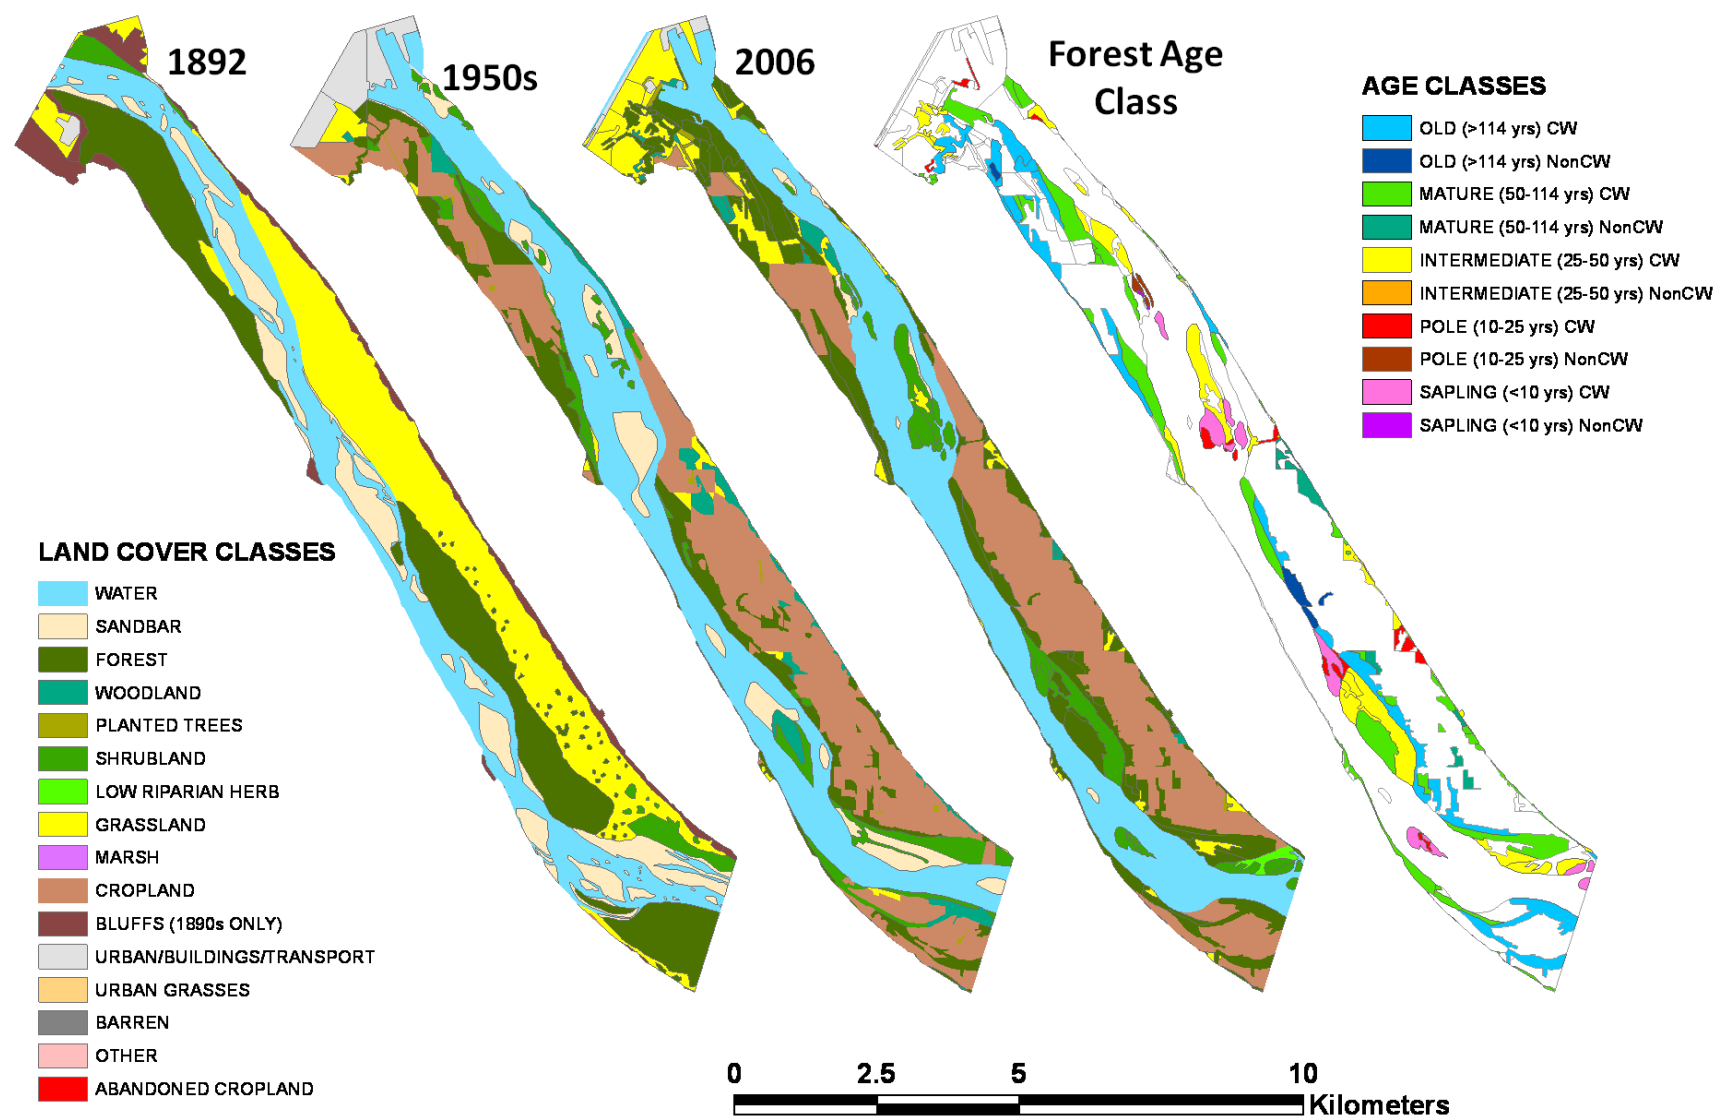 1892
1950s
2006
Forest Age
Class
AGE CLASSES
OLD (>114 yrs) CW
OLD (>114 yrs) NonCW
MATURE (50-114 yrs) CW
MATURE (50-114 yrs) NonCW
INTERMEDIATE (25-50 yrs) CW
INTERMEDIATE (25-50 yrs) NonCW
POLE (10-25 yrs) CW
POLE (10-25 yrs) NonCW
SAPLING (<10 yrs) CW
SAPLING (<10 yrs) NonCW
LAND COVER CLASSES
WATER
SANDBAR
FOREST
WOODLAND
PLANTED TREES
SHRUBLAND
LOW RIPARIAN HERB
GRASSLAND
MARSH
CROPLAND
BLUFFS (1890s ONLY)
URBAN/BUILDINGS/TRANSPORT
URBAN GRASSES
BARREN
OTHER
ABANDONED CROPLAND
0 2.5 5 10
Kilometers